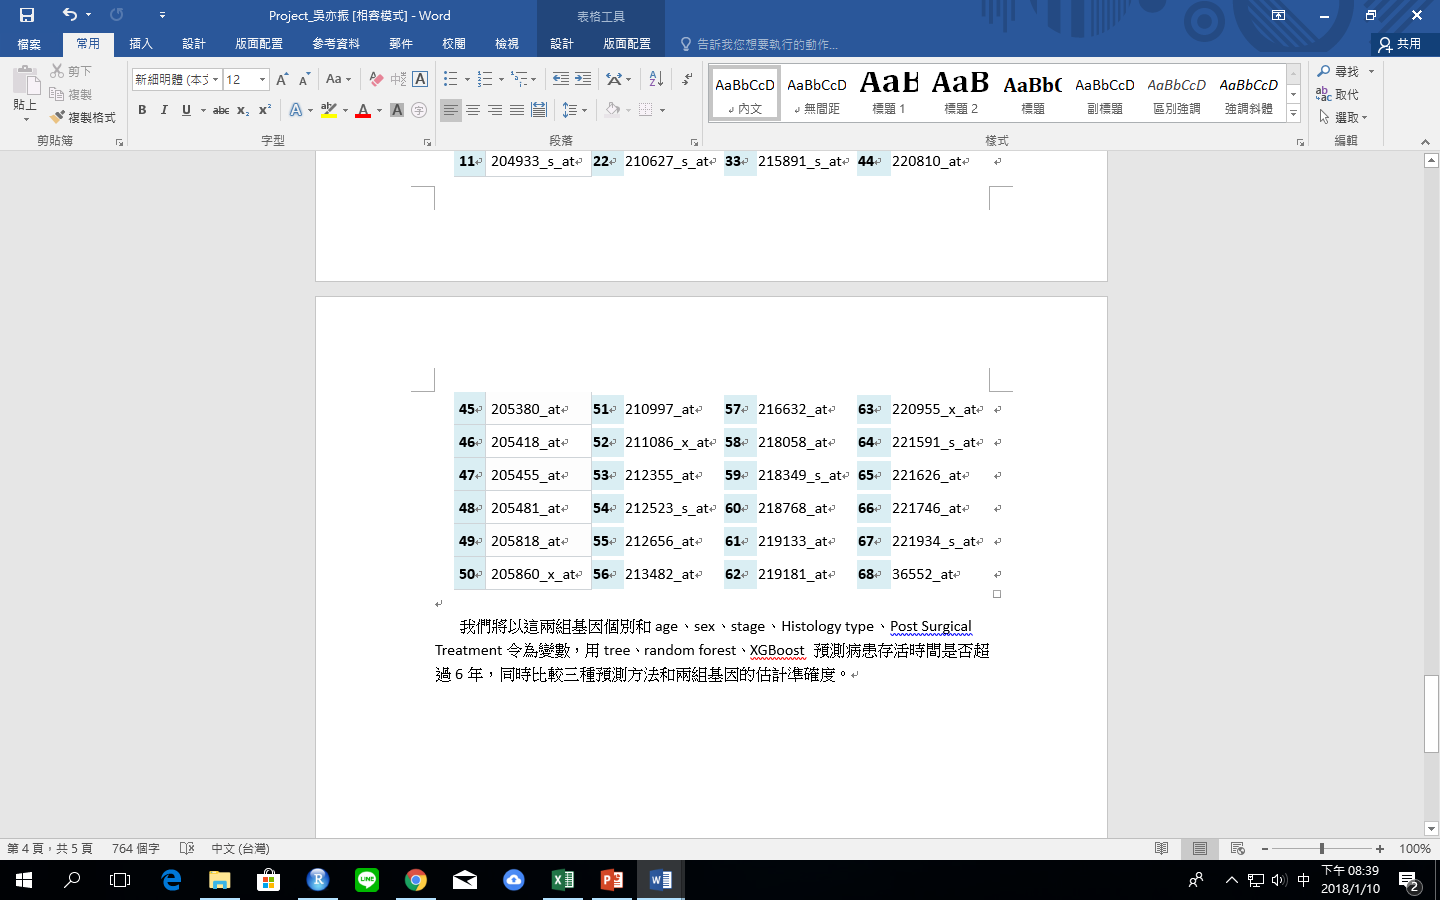 Project_吳亦振 [相容模式] - Word
表格工具
檔案 常用 插入 設計 版面配置 參考資料 郵件 校閱 檢視 設計 版面配置 告訴我您想要執行的動作... 共用
貼上 剪下 複製 複製格式
新細明體 (本文 12
AaBbCcD AaBbCcD AaBb AaBb AaBbC AaBbCcD AaBbCcD AaBbCcD
內文 無間距 標題 1 標題 2 標題 副標題 區別強調 強調斜體
尋找 取代 選取
剪貼簿 字型 段落 樣式 編輯
11 204933_s_at 22 210627_s_at 33 215891_s_at 44 220810_at
45 205380_at 51 210997_at 57 216632_at 63 220955_x_at
46 205418_at 52 211086_x_at 58 218058_at 64 221591_s_at
47 205455_at 53 212355_at 59 218349_s_at 65 221626_at
48 205481_at 54 212523_s_at 60 218768_at 66 221746_at
49 205818_at 55 212656_at 61 219133_at 67 221934_s_at
50 205860_x_at 56 213482_at 62 219181_at 68 36552_at
我們將以這兩組基因個別和 age、sex、stage、Histology type、Post Surgical
Treatment 令為變數，用 tree、random forest、XGBoost 預測病患存活時間是否超
過 6 年，同時比較三種預測方法和兩組基因的估計準確度。
第 4 頁，共 5 頁 764 個字 中文 (台灣) 100%
中 下午 08:39
2018/1/10
2